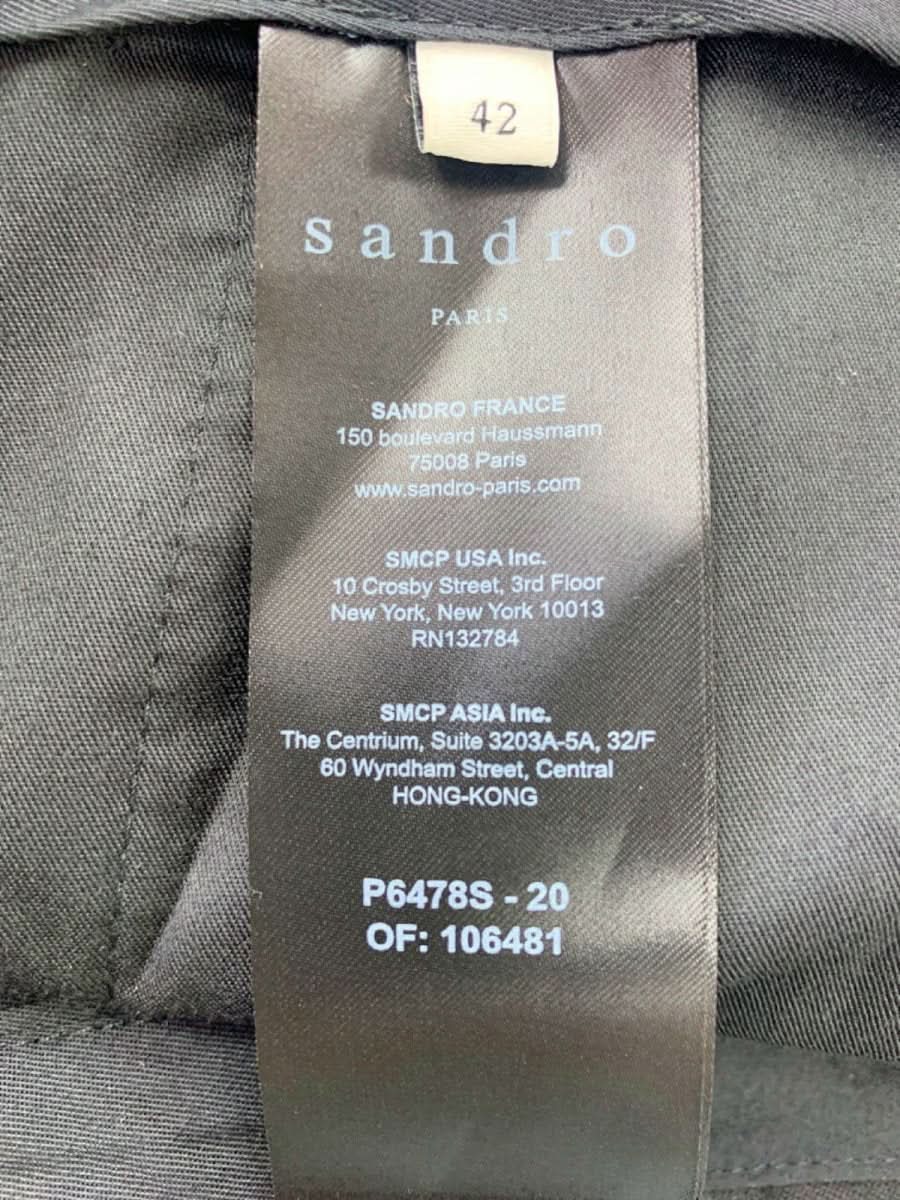 42
sandro
PARIS
SANDRO FRANCE
150 boulevard Haussmann
75008 Paris
www.sandro-paris.com
SMCP USA Inc.
10 Crosby Street, 3rd Floor
New York, New York 10013
RN132784
SMCP ASIA Inc.
The Centrium, Suite 3203A-5A, 32/F
60 Wyndham Street, Central
HONG-KONG
P6478S - 20
OF: 106481